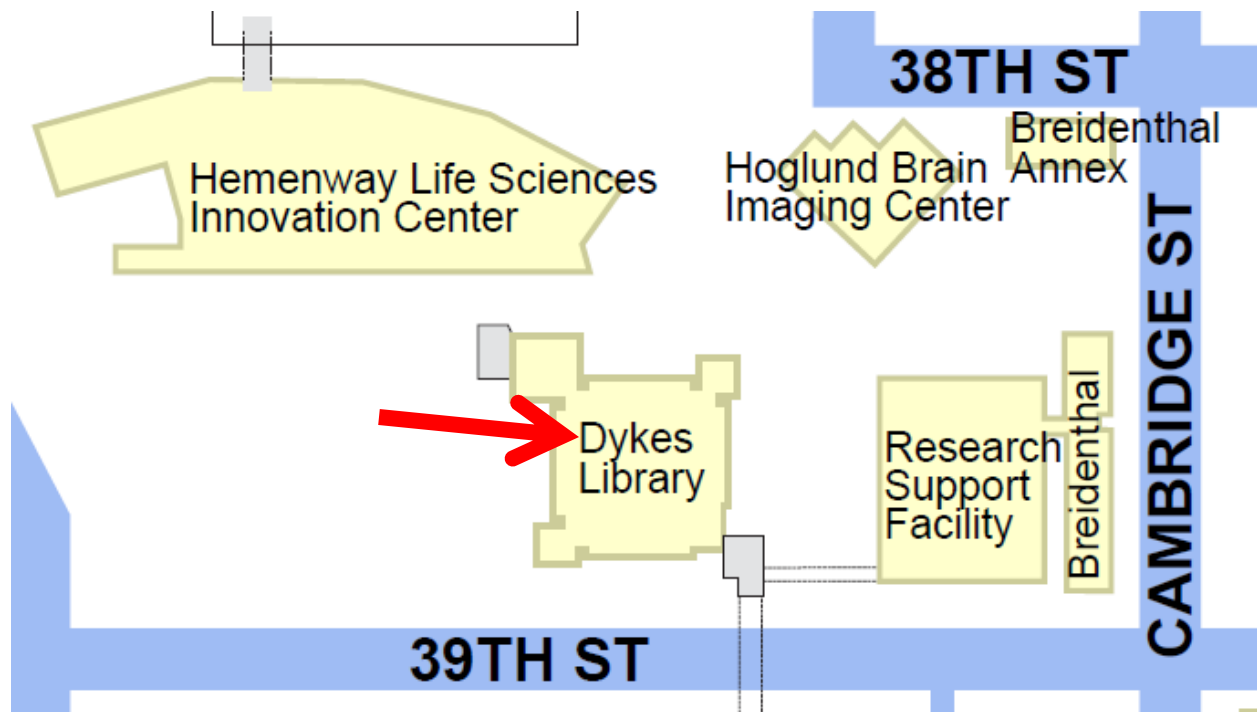 38TH ST
Breidenthal
Annex
Hoglund Brain
Imaging Center
Hemenway Life Sciences
Innovation Center
CAMBRIDGE ST
Dykes
Library
Research
Support
Facility
Breidenthal
39TH ST